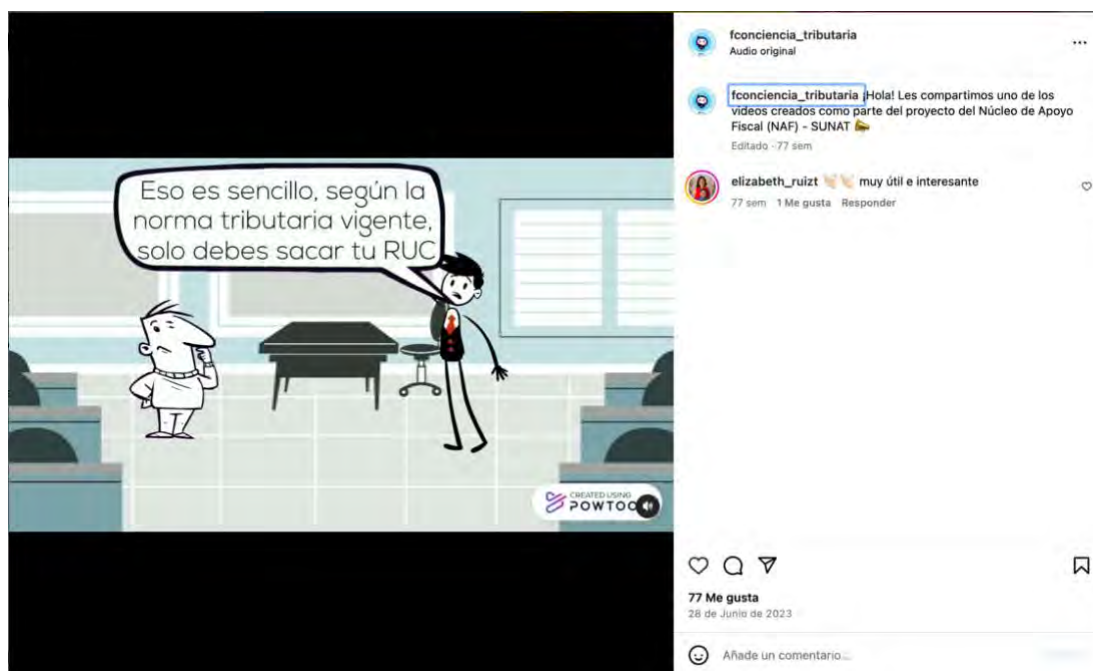 Eso es sencillo, según la
norma tributaria vigente,
solo debes sacar tu RUC
CREATED USING
POWTOO
fconciencia_tributaria
Audio original
fconciencia_tributaria ¡Hola! Les compartimos uno de los
videos creados como parte del proyecto del Núcleo de Apoyo
Fiscal (NAF) - SUNAT
Editado · 77 sem
elizabeth_ruizt muy útil e interesante
77 sem 1 Me gusta Responder
77 Me gusta
28 de Junio de 2023
Añade un comentario...